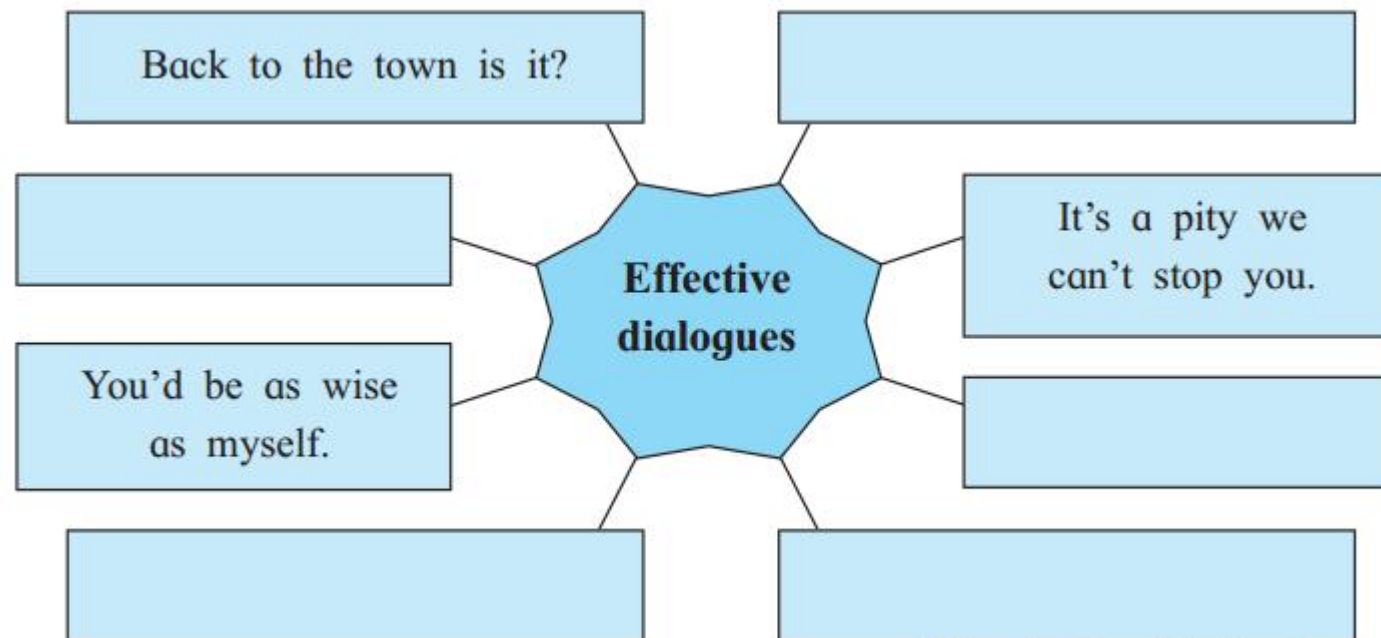 Back to the town is it?
It's a pity we
can't stop you.
Effective
dialogues
You'd be as wise
as myself.